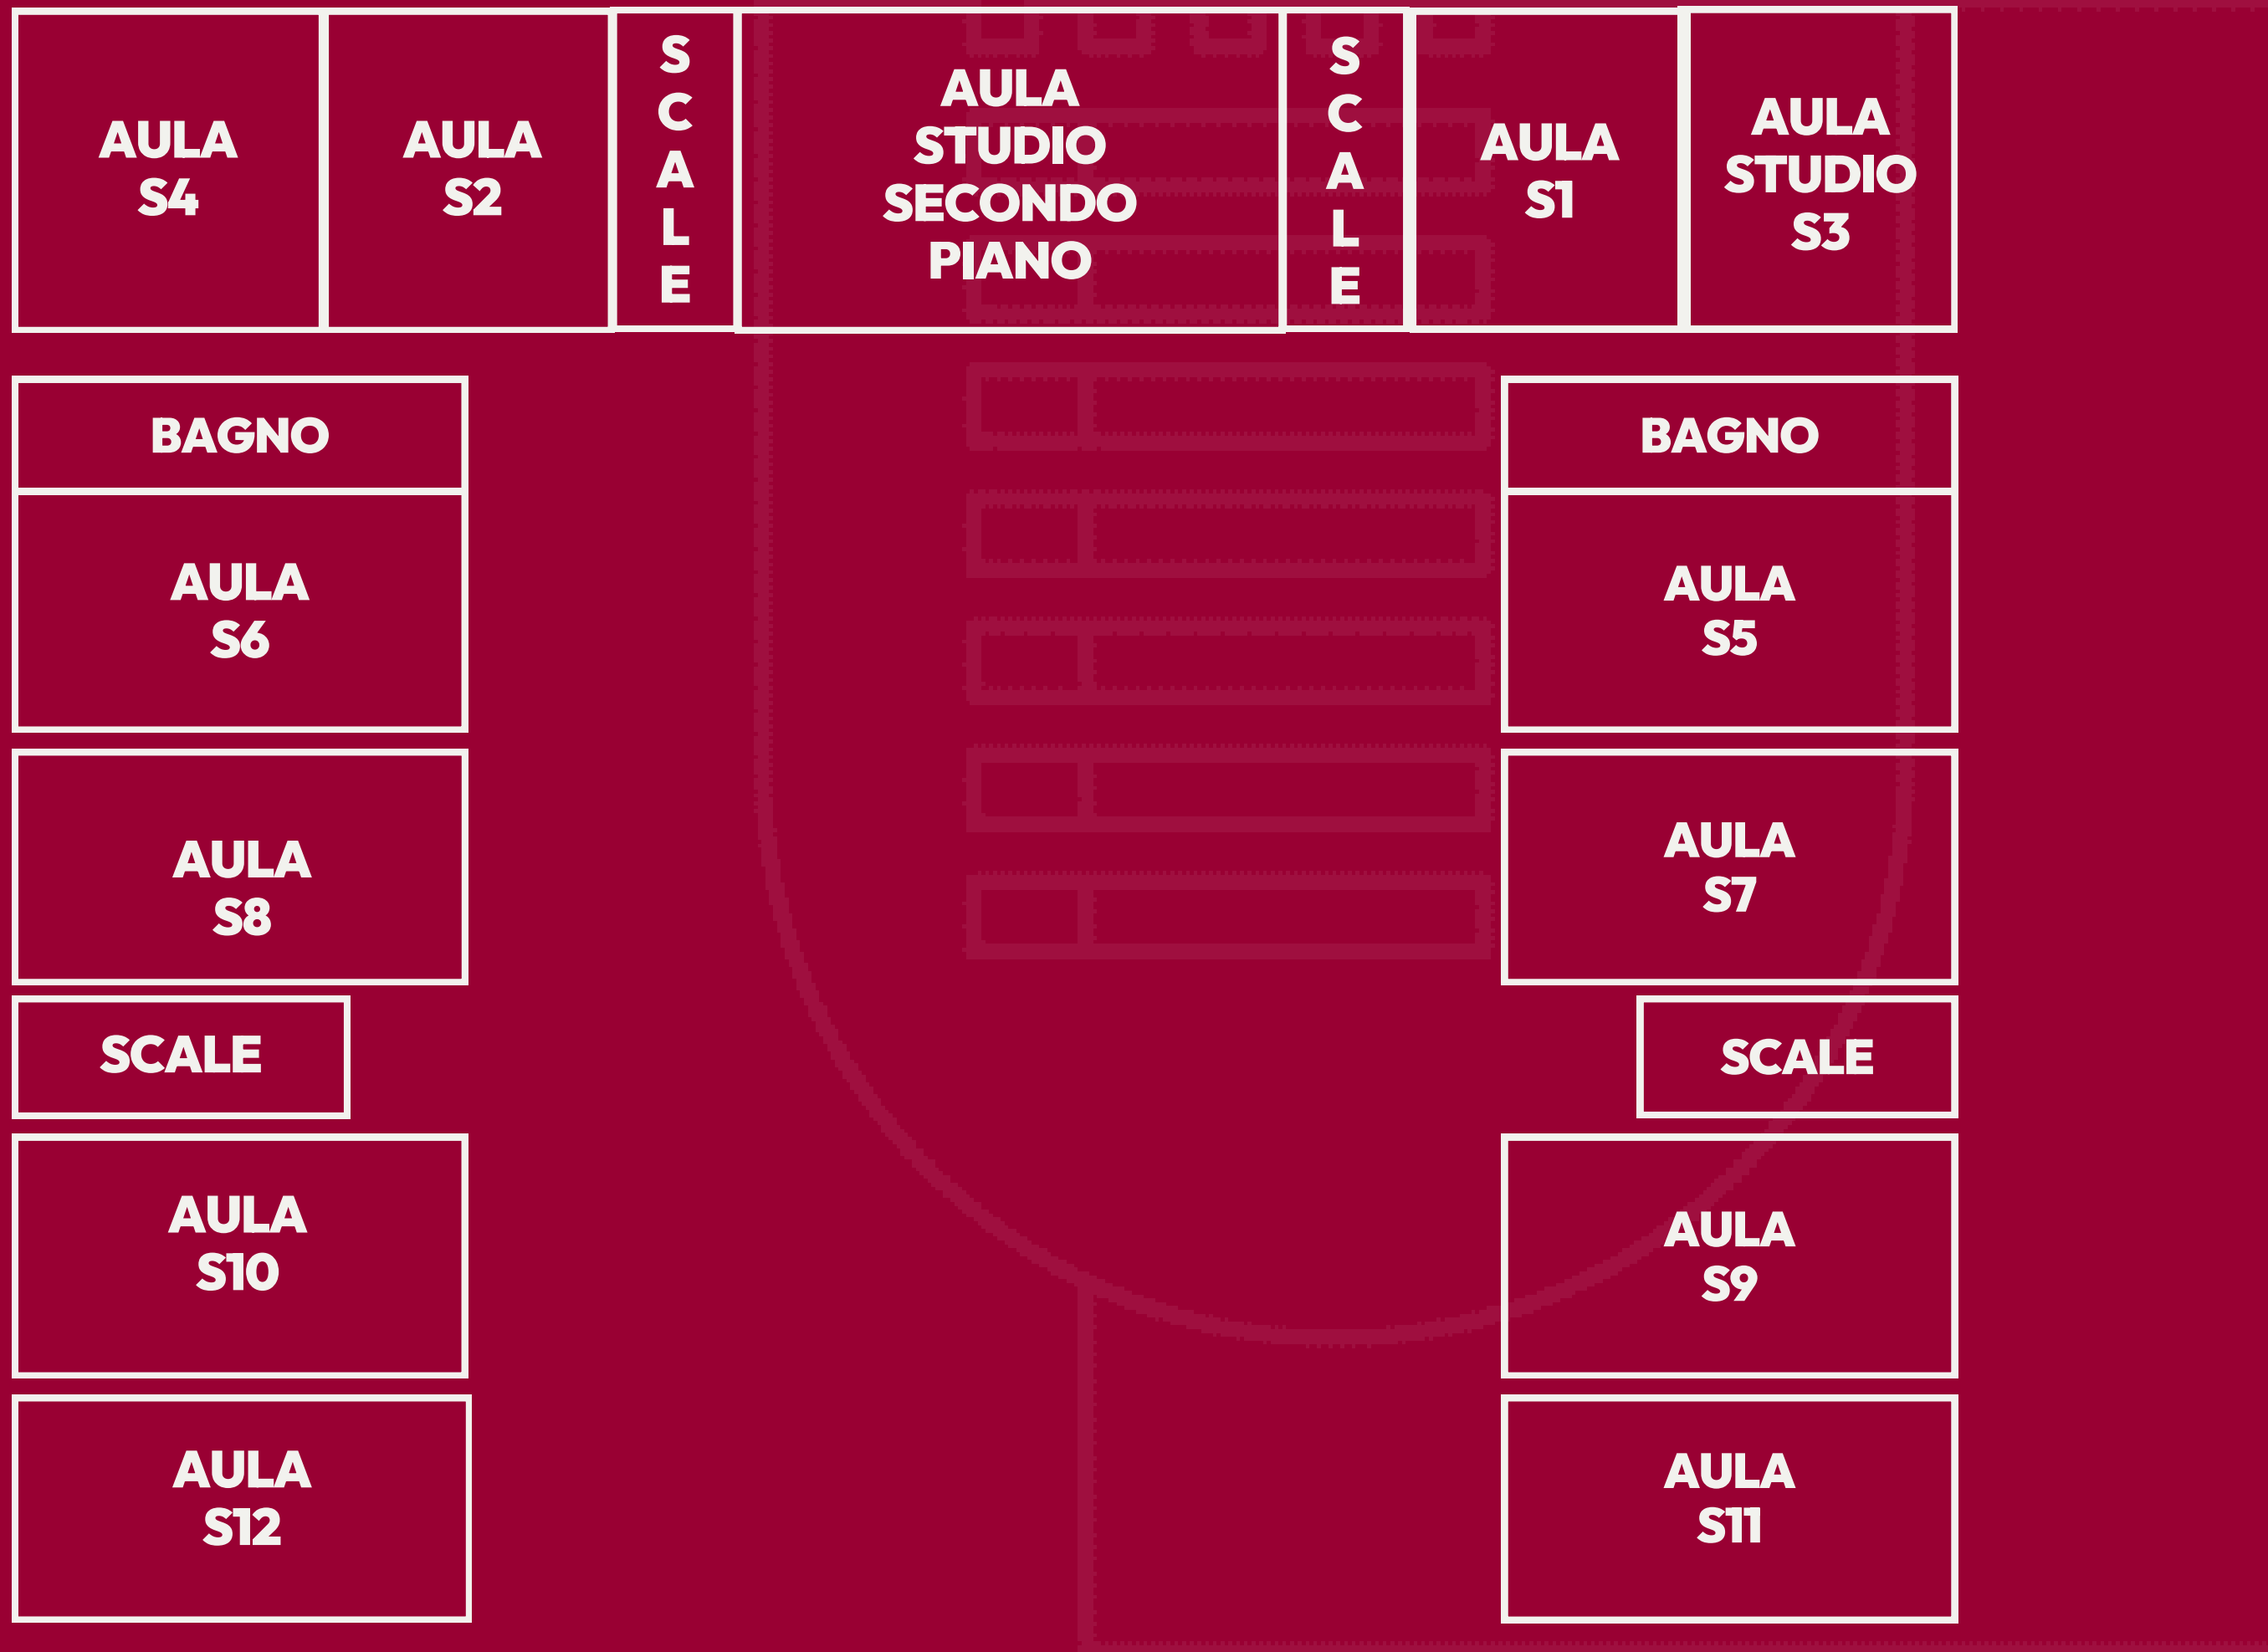 AULA
S4
AULA
S2
S
C
A
L
E
AULA
STUDIO
SECONDO
PIANO
S
C
A
L
E
AULA
S1
AULA
STUDIO
S3
BAGNO
BAGNO
AULA
S6
AULA
S5
AULA
S8
AULA
S7
SCALE
SCALE
AULA
S10
AULA
S9
AULA
S12
AULA
S11